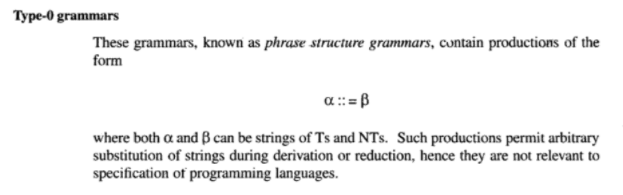 Type-0 grammars
These grammars, known as phrase structure grammars, contain productions of the
form
α ::= β
where both α and β can be strings of Ts and NTs. Such productions permit arbitrary
substitution of strings during derivation or reduction, hence they are not relevant to
specification of programming languages.